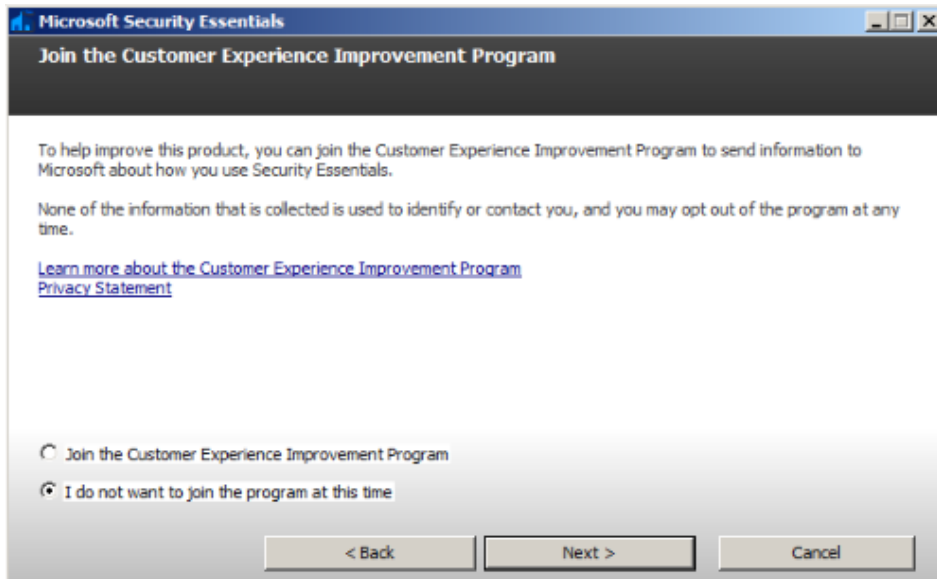 Microsoft Security Essentials
Join the Customer Experience Improvement Program
To help improve this product, you can join the Customer Experience Improvement Program to send information to
Microsoft about how you use Security Essentials.
None of the information that is collected is used to identify or contact you, and you may opt out of the program at any
time.
Learn more about the Customer Experience Improvement Program
Privacy Statement
Join the Customer Experience Improvement Program
I do not want to join the program at this time
< Back
Next >
Cancel